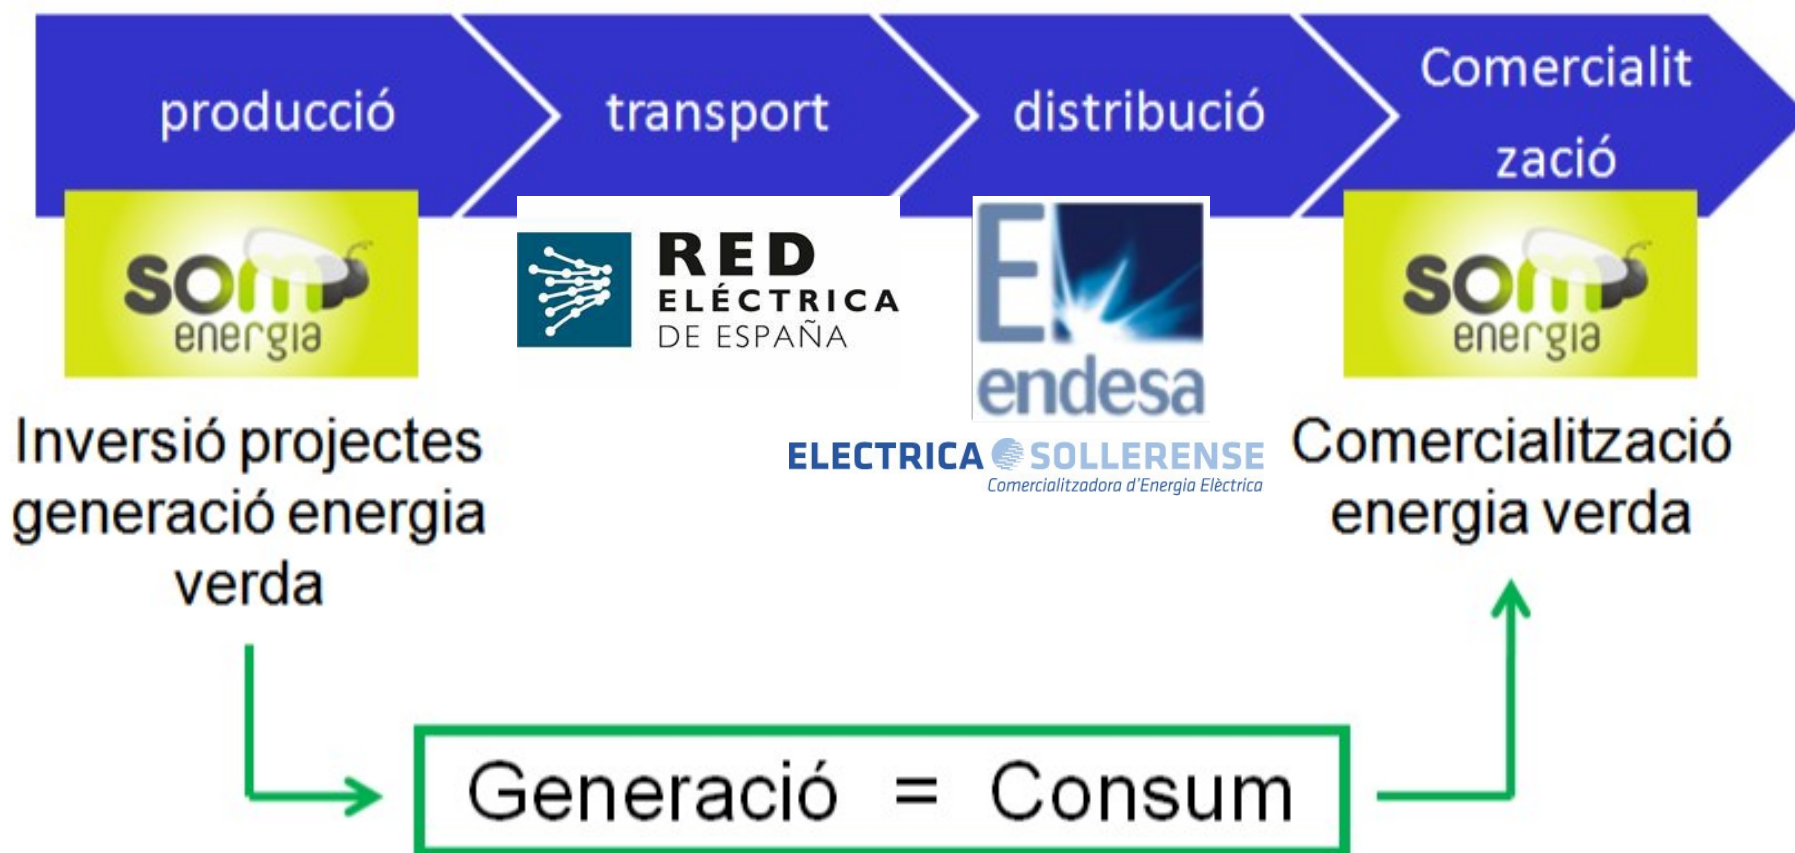 producció
transport
distribució
Comercialit
zació
som
energia
RED
ELÉCTRICA
DE ESPAÑA
E
endesa
som
energia
Inversió projectes
generació energia
verda
ELECTRICA SOLLERENSE
Comercialitzadora d'Energia Elèctrica
Comercialització
energia verda
Generació = Consum